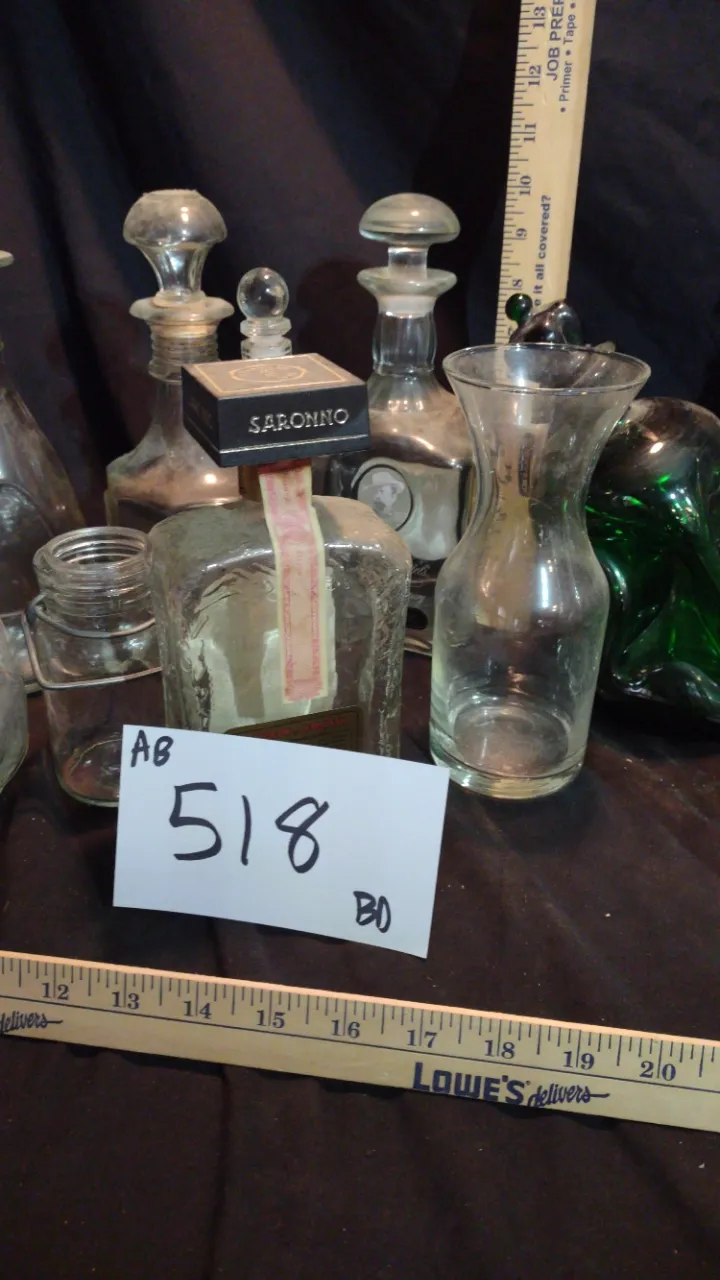 13
JOB PREP
• Primer • Tape •
12
11
10
9
8
e it all covered?
SARONNO
AB
518
BD
12 13 14 15 16 17 18 19 20
delivers
LOWE'S delivers